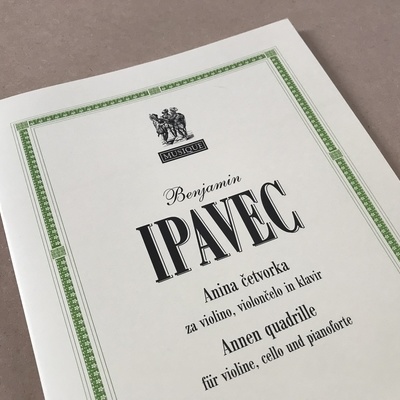 MUSIQUE
Benjamin
IPAVEC
Anina četvorka
za violino, violončelo in klavir
Annen quadrille
für violine, cello und pianoforte